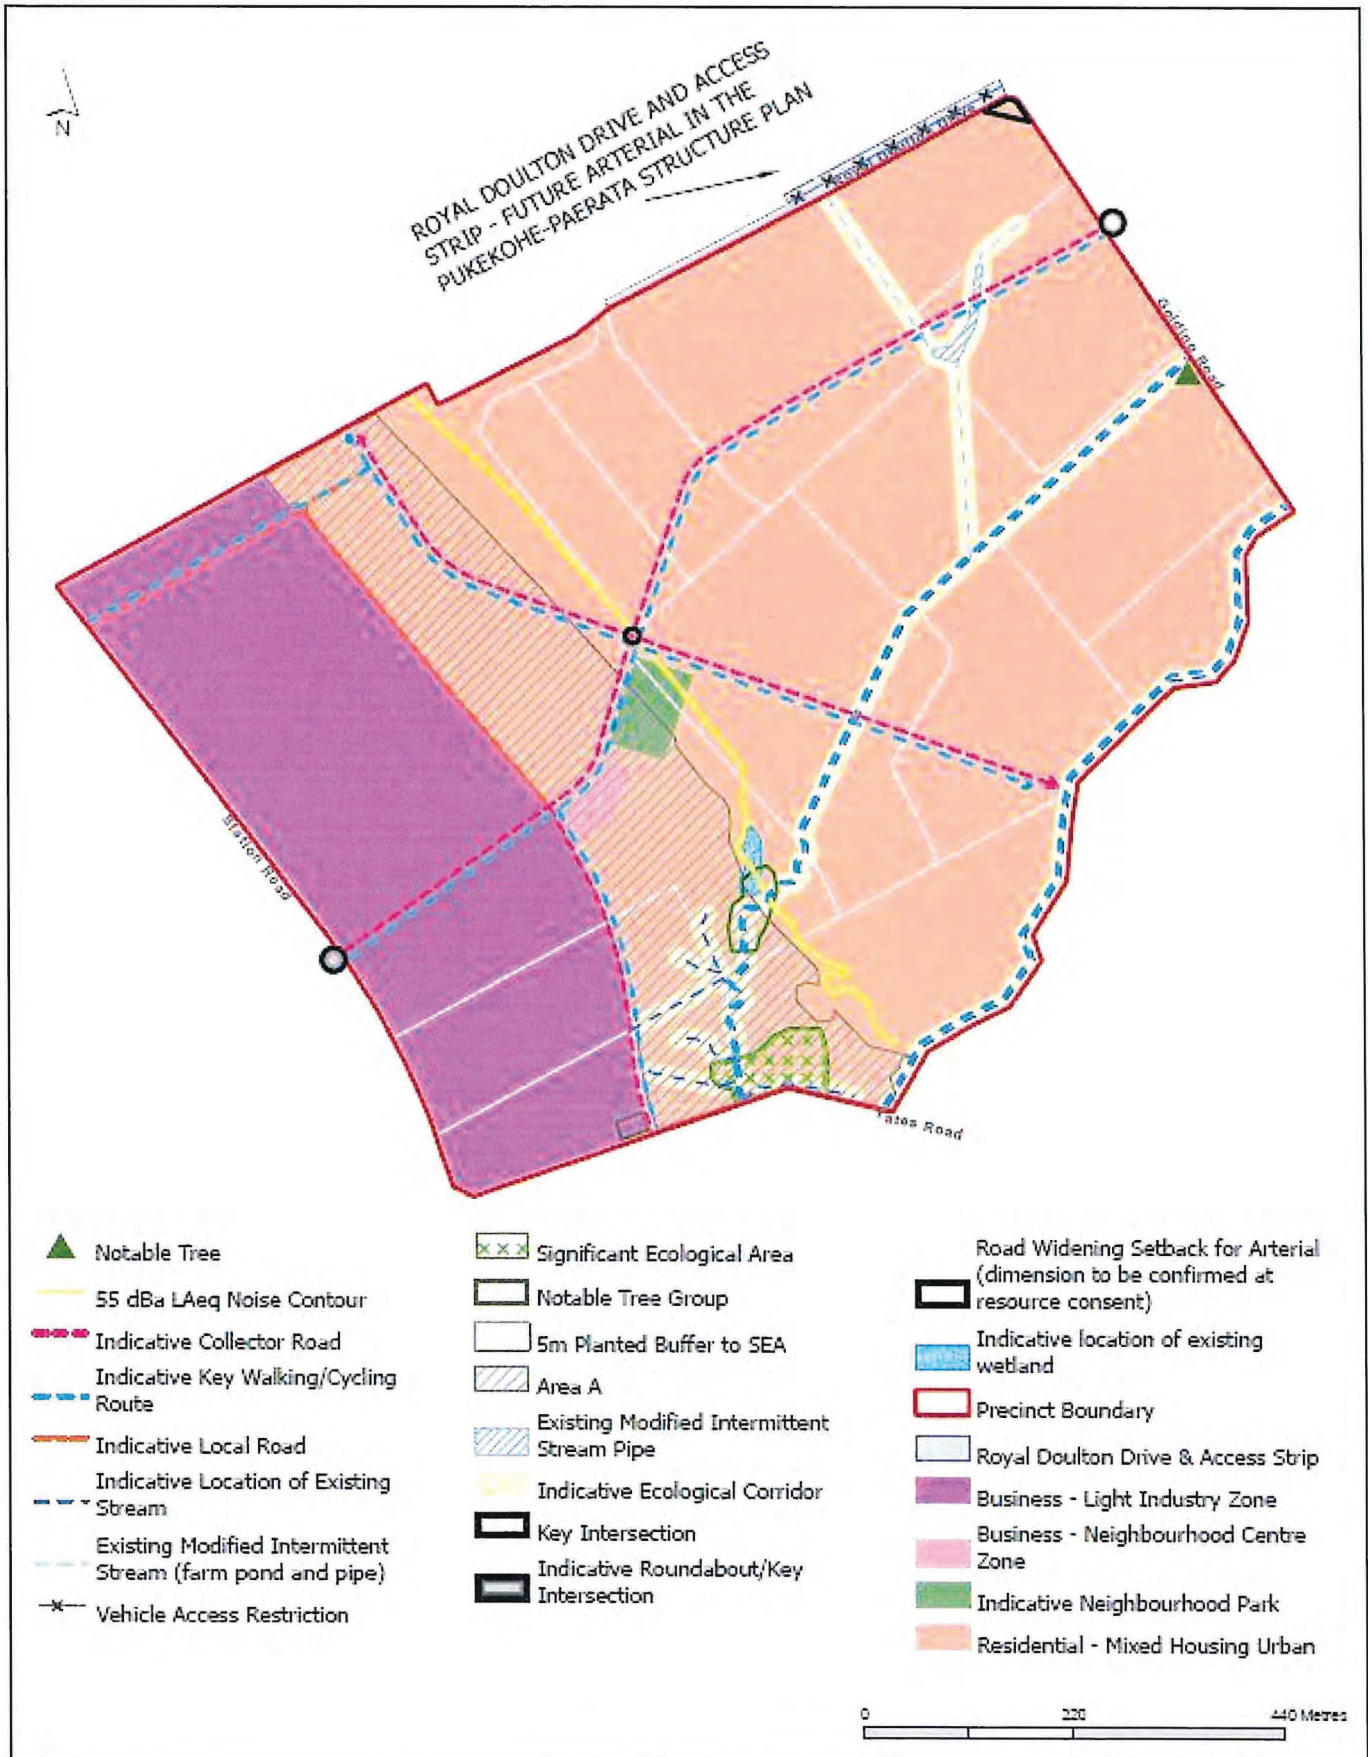 N
ROYAL DOULTON DRIVE AND ACCESS
STRIP - FUTURE ARTERIAL IN THE
PUKEKOHE-PAERATA STRUCTURE PLAN
Golding Road
Station Road
Yates Road
Notable Tree
55 dBa LAeq Noise Contour
Indicative Collector Road
Indicative Key Walking/Cycling
Route
Indicative Local Road
Indicative Location of Existing
Stream
Existing Modified Intermittent
Stream (farm pond and pipe)
Vehicle Access Restriction
Significant Ecological Area
Notable Tree Group
5m Planted Buffer to SEA
Area A
Existing Modified Intermittent
Stream Pipe
Indicative Ecological Corridor
Key Intersection
Indicative Roundabout/Key
Intersection
Road Widening Setback for Arterial
(dimension to be confirmed at
resource consent)
Indicative location of existing
wetland
Precinct Boundary
Royal Doulton Drive & Access Strip
Business - Light Industry Zone
Business - Neighbourhood Centre
Zone
Indicative Neighbourhood Park
Residential - Mixed Housing Urban
0 220 440 Metres